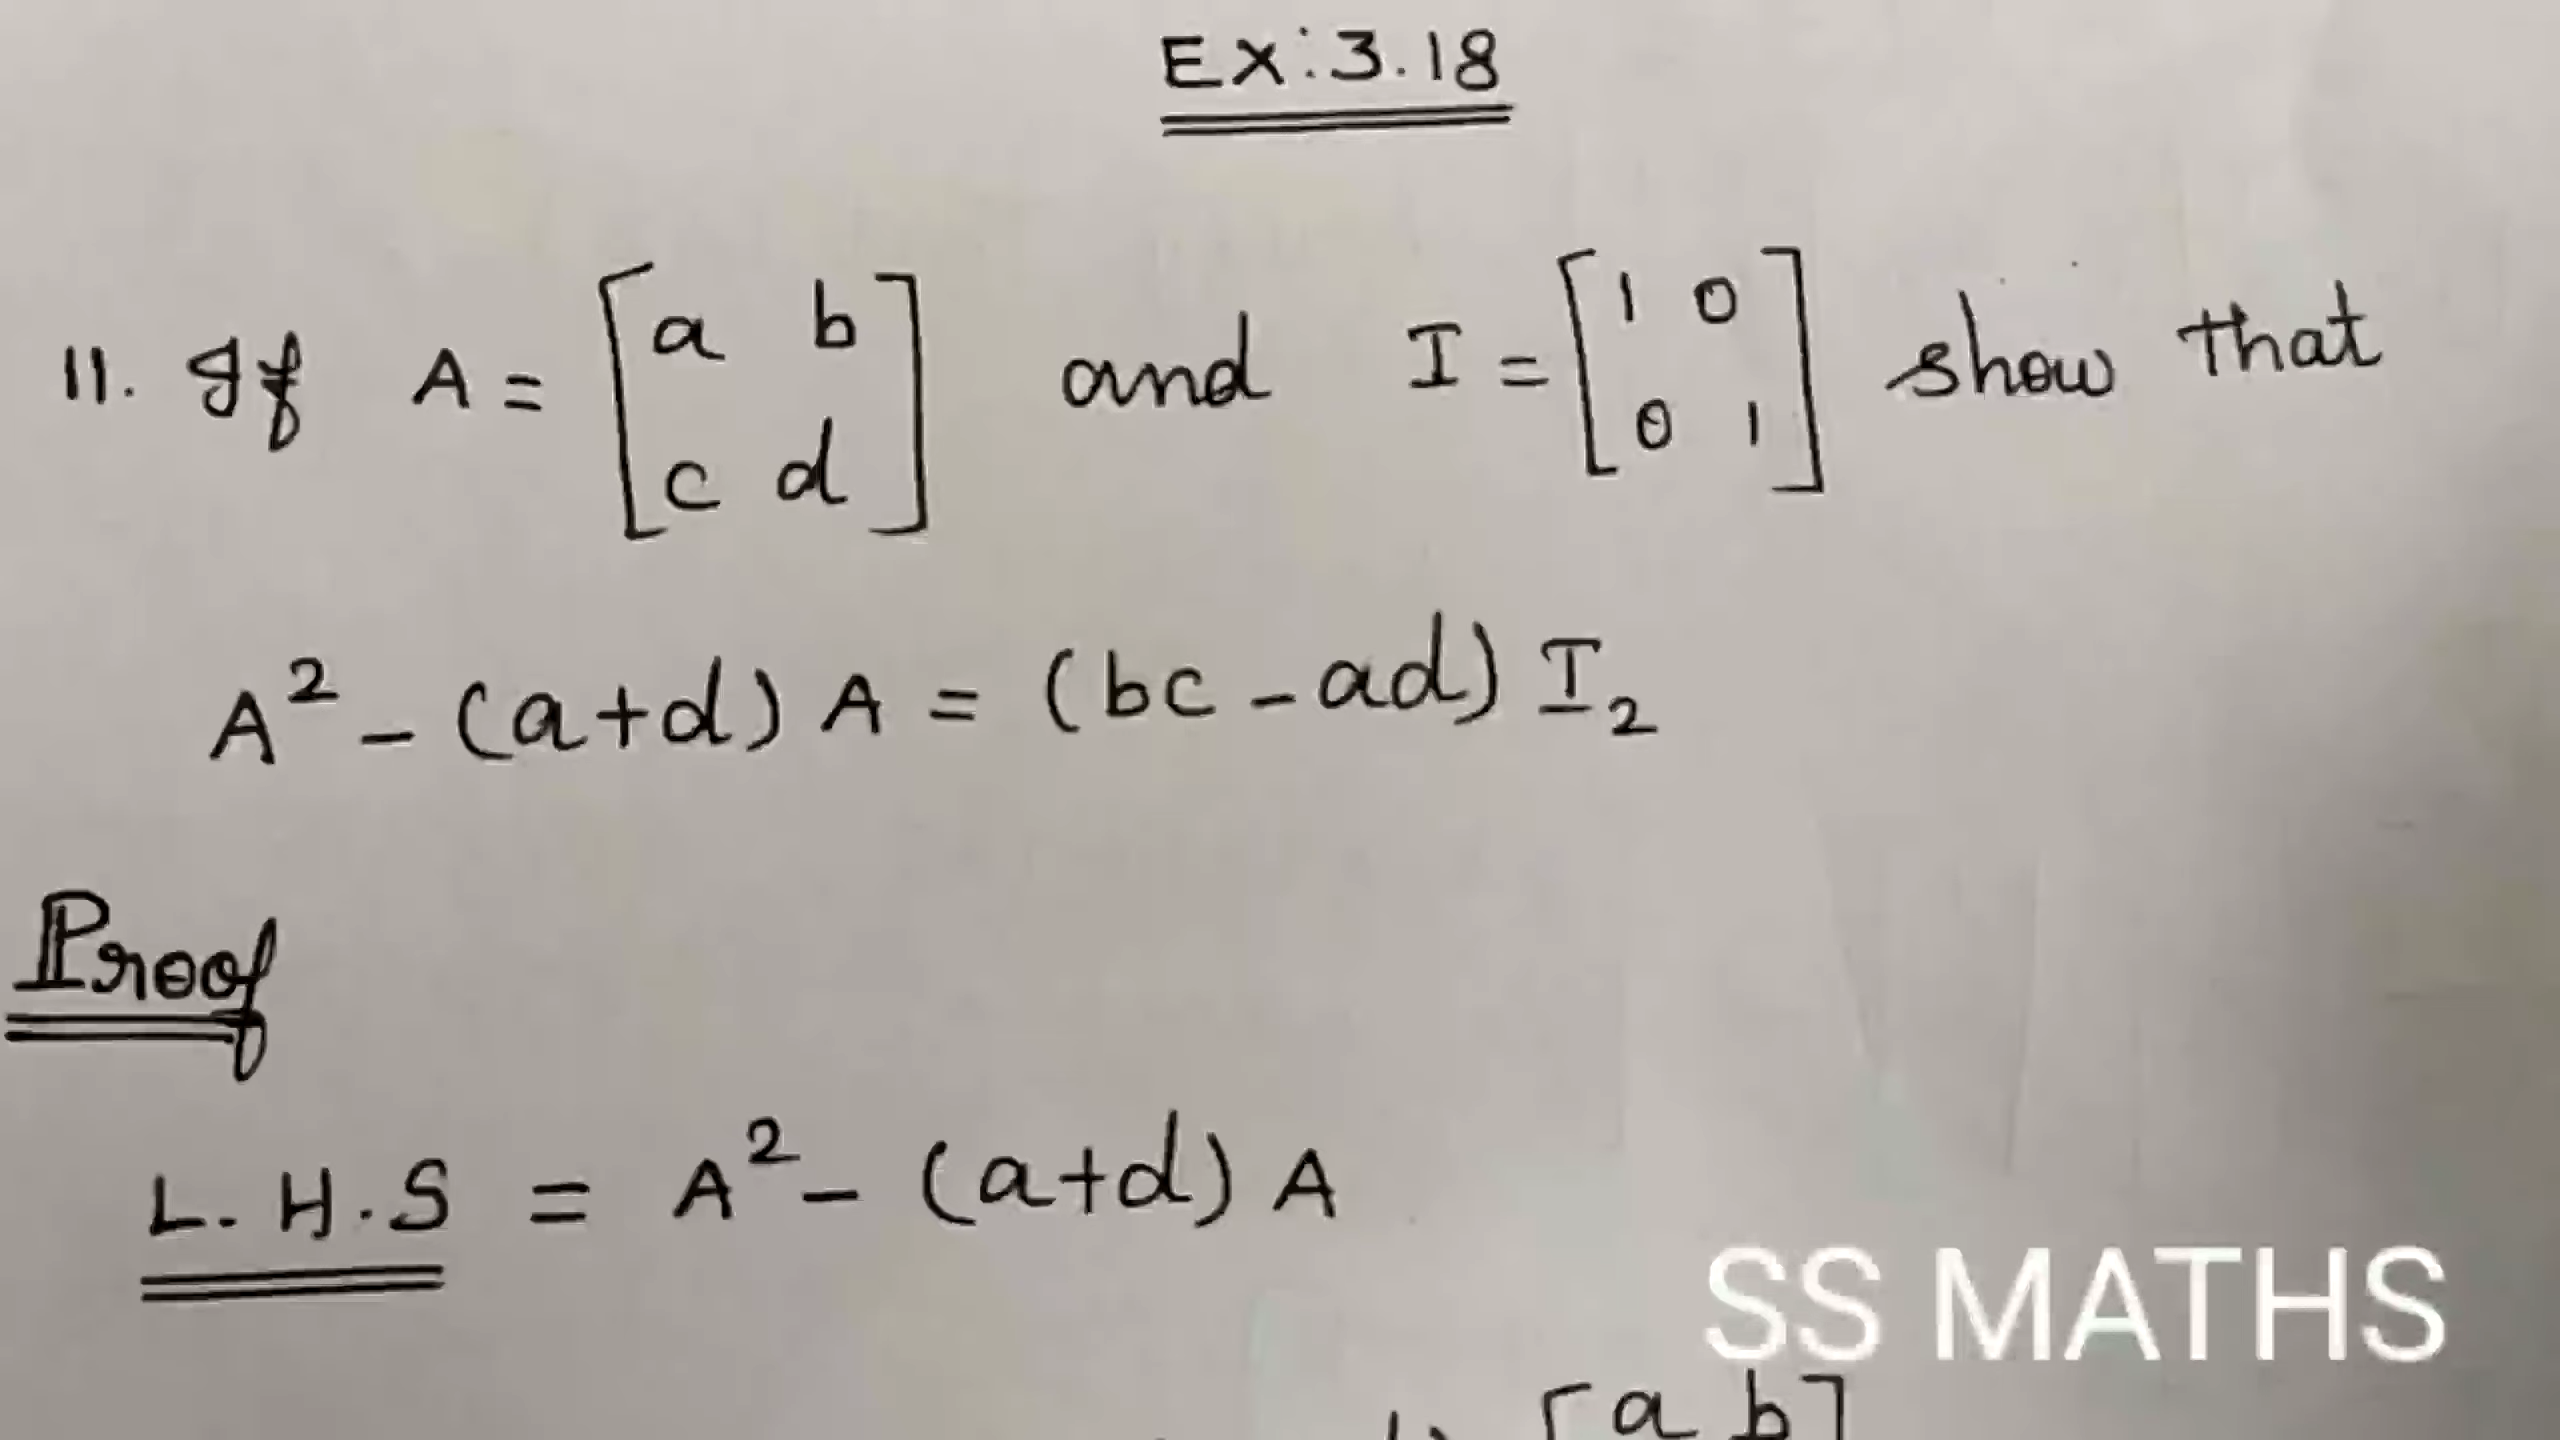 Ex: 3.18
11. If A = [a b
c d] and I = [1 0
0 1] show that
A² - (a+d) A = (bc - ad) I₂
Proof
L.H.S = A² - (a+d) A
SS MATHS
[a b]